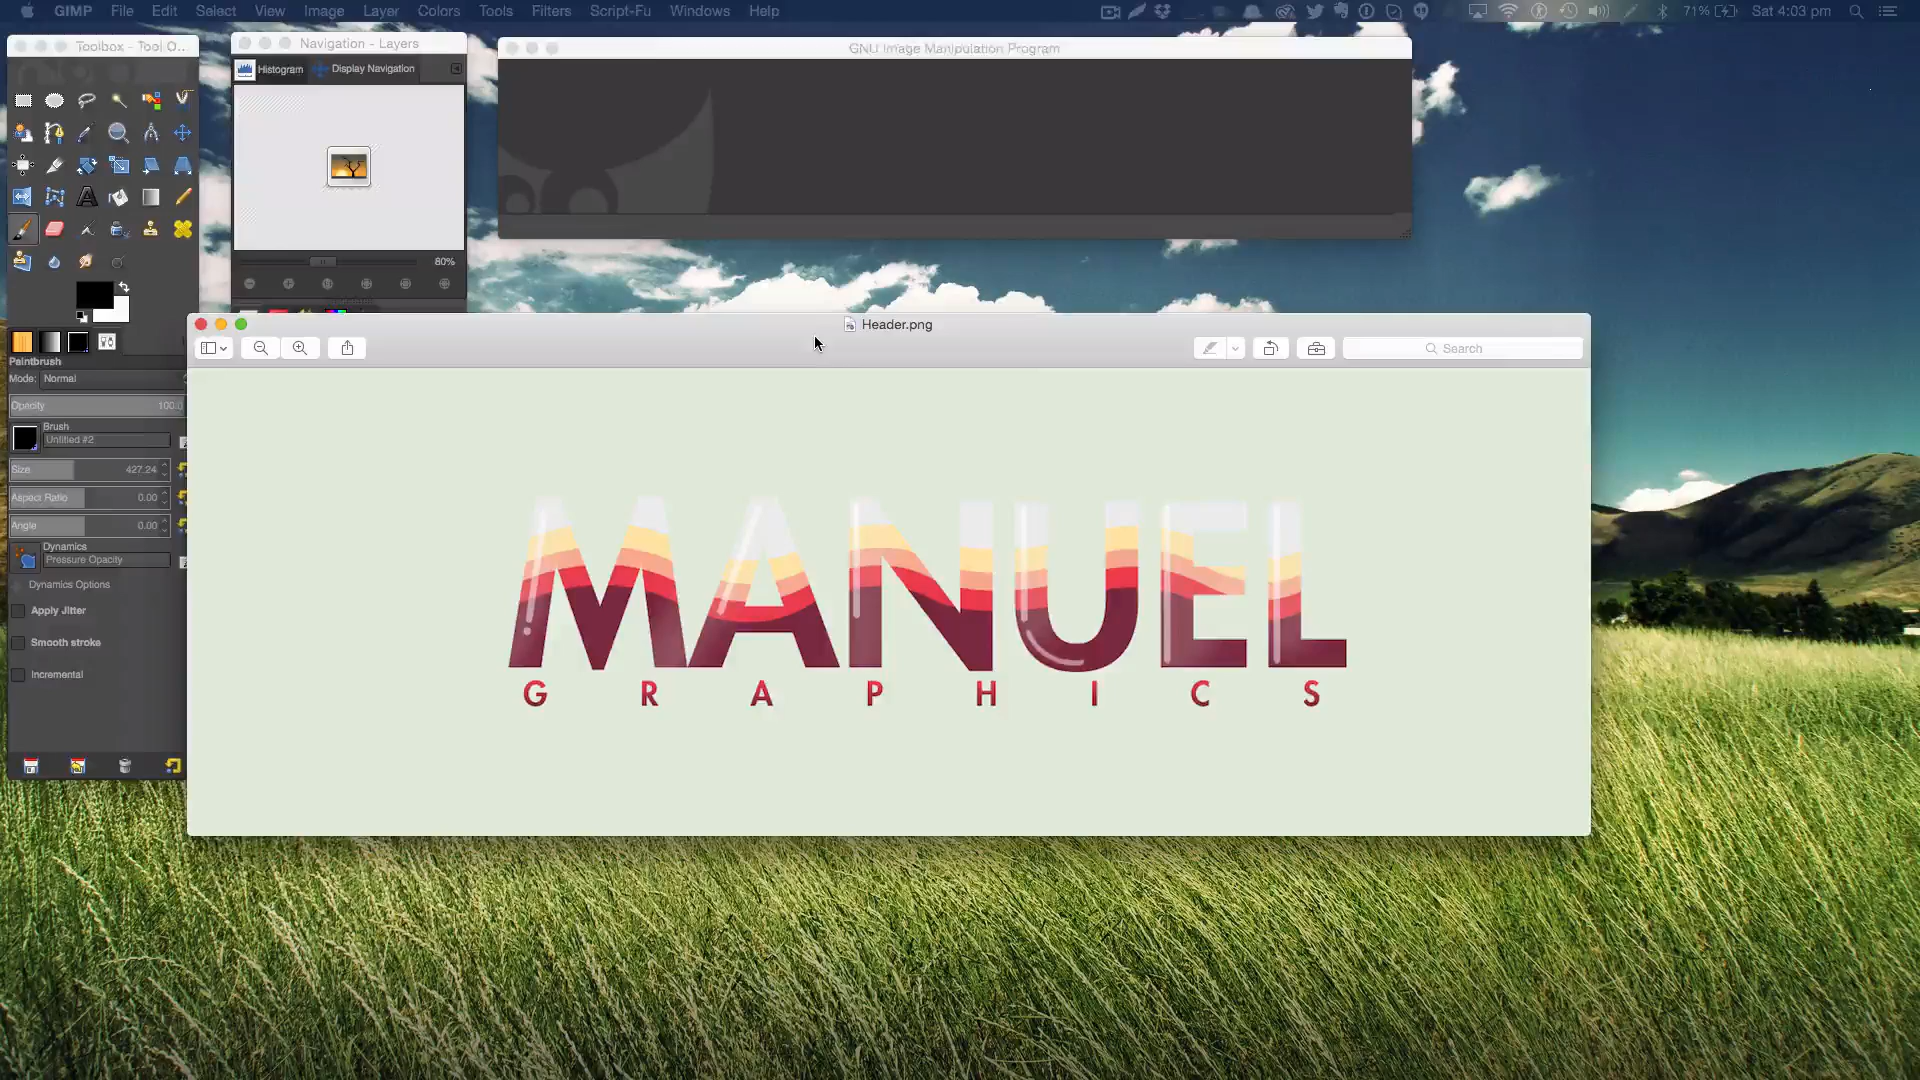 GIMP File Edit Select View Image Layer Colors Tools Filters Script-Fu Windows Help 71% Sat 4:03 pm
Toolbox - Tool O...
Navigation - Layers
GNU Image Manipulation Program
Histogram Display Navigation
80%
Header.png
Search
Paintbrush
Mode: Normal
Opacity 100.0
Brush
Untitled #2
Size 427.24
Aspect Ratio 0.00
Angle 0.00
Dynamics
Pressure Opacity
Dynamics Options
Apply Jitter
Smooth stroke
Incremental
MANUEL
GRAPHICS